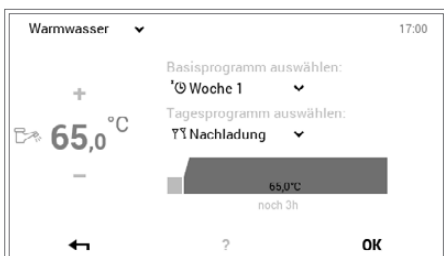 Warmwasser 17:00
Basisprogramm auswählen:
Woche 1
Tagesprogramm auswählen:
Nachladung
+
65,0 °C
−
65,0°C
noch 3h
? OK